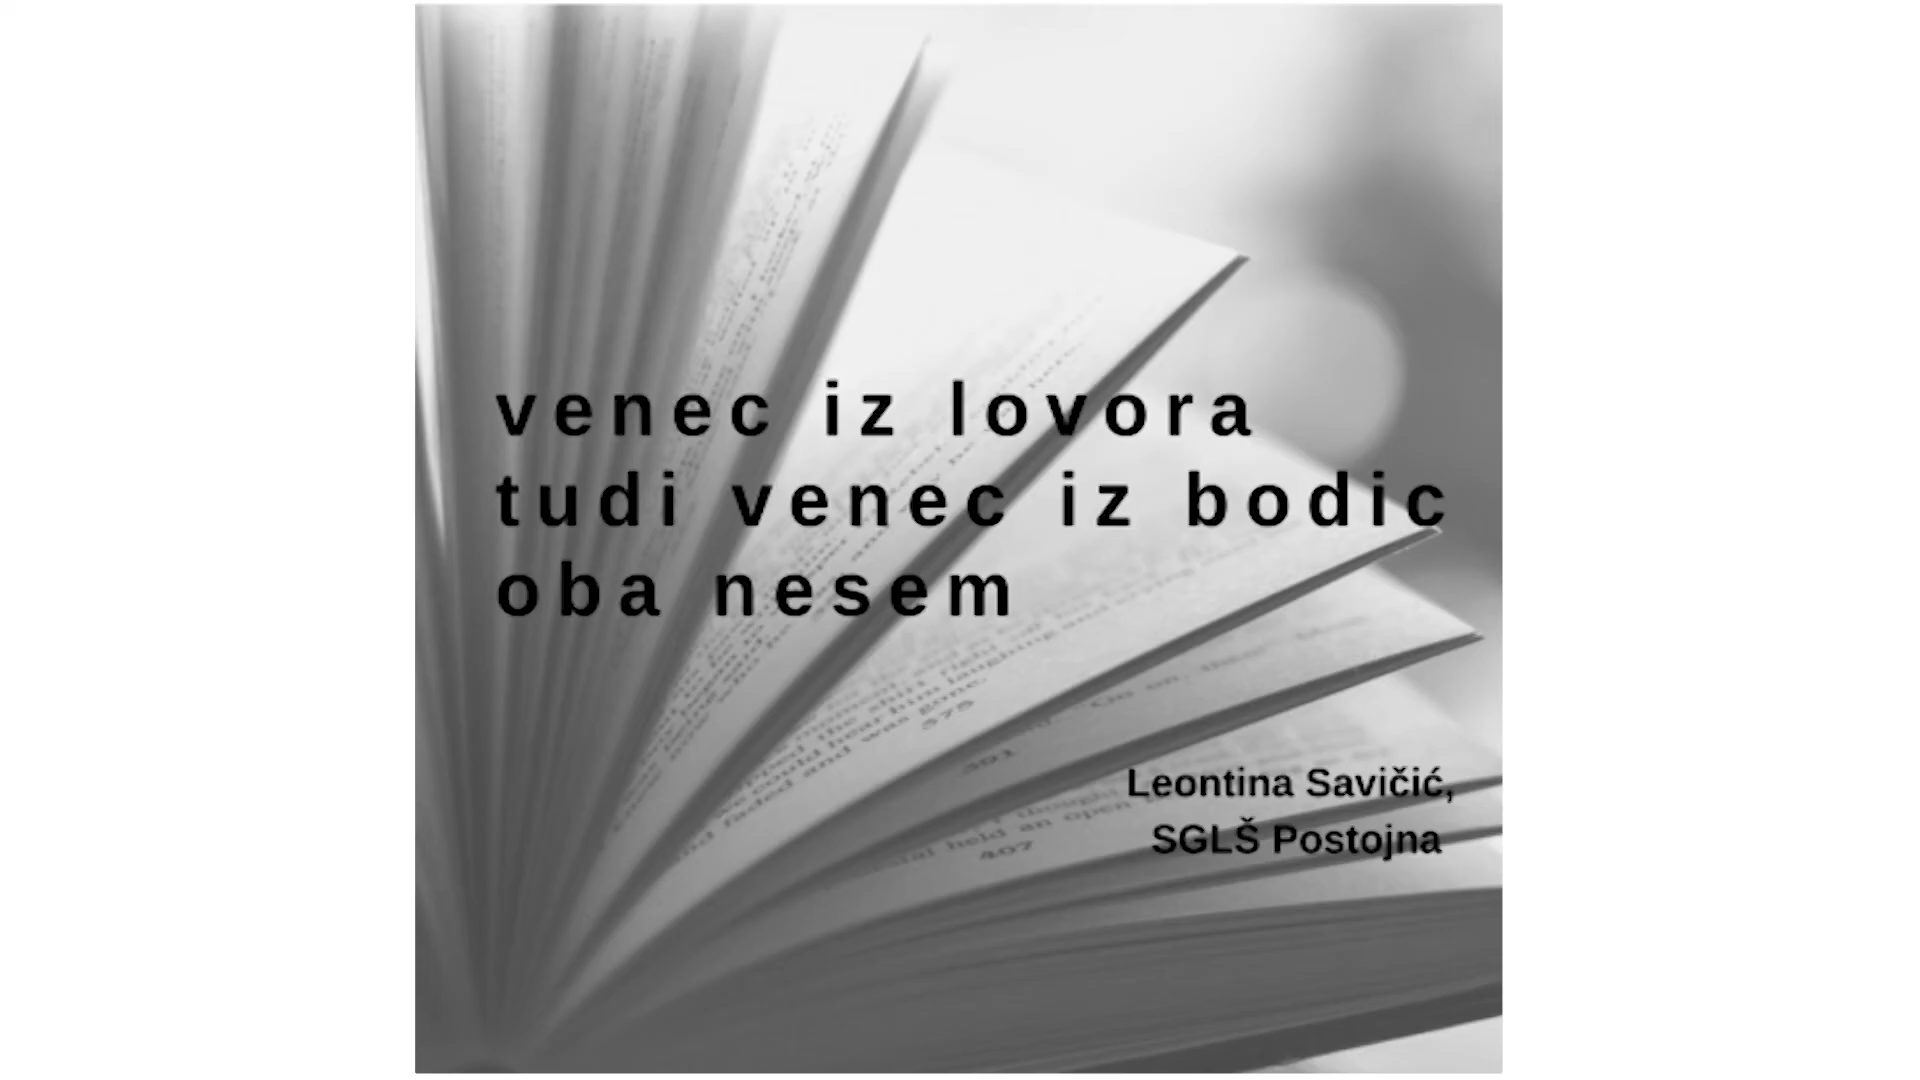 venec iz lovora
tudi venec iz bodic
oba nesem
Leontina Savičić,
SGLŠ Postojna